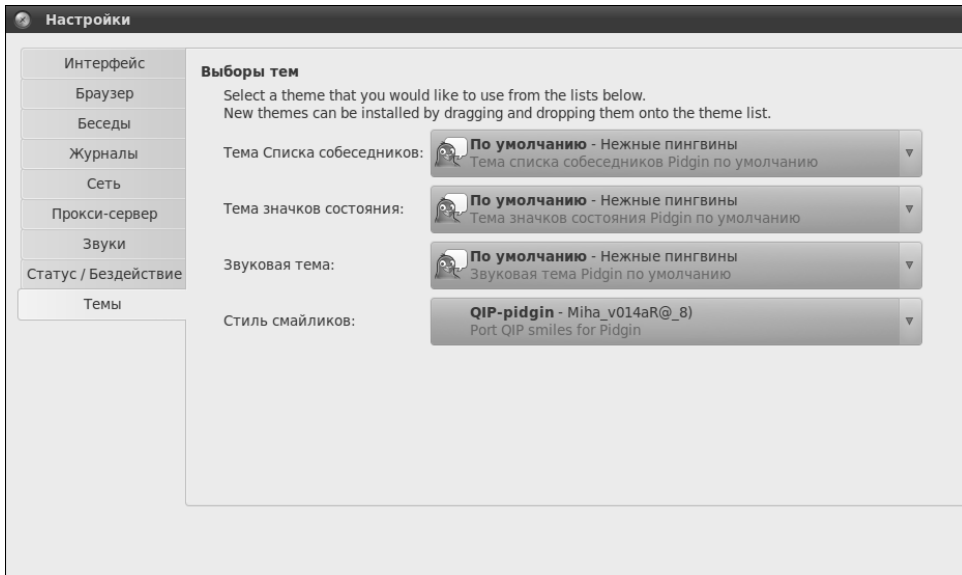 Настройки
Интерфейс
Браузер
Беседы
Журналы
Сеть
Прокси-сервер
Звуки
Статус / Бездействие
Темы
Выборы тем
Select a theme that you would like to use from the lists below.
New themes can be installed by dragging and dropping them onto the theme list.
Тема Списка собеседников:
По умолчанию - Нежные пингвины
Тема списка собеседников Pidgin по умолчанию
Тема значков состояния:
По умолчанию - Нежные пингвины
Тема значков состояния Pidgin по умолчанию
Звуковая тема:
По умолчанию - Нежные пингвины
Звуковая тема Pidgin по умолчанию
Стиль смайликов:
QIP-pidgin - Miha_v014aR@_8)
Port QIP smiles for Pidgin